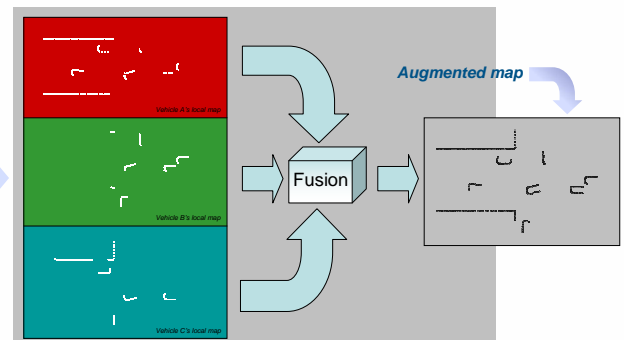 Augmented map
Vehicle A's local map
Vehicle B's local map
Fusion
Vehicle C's local map